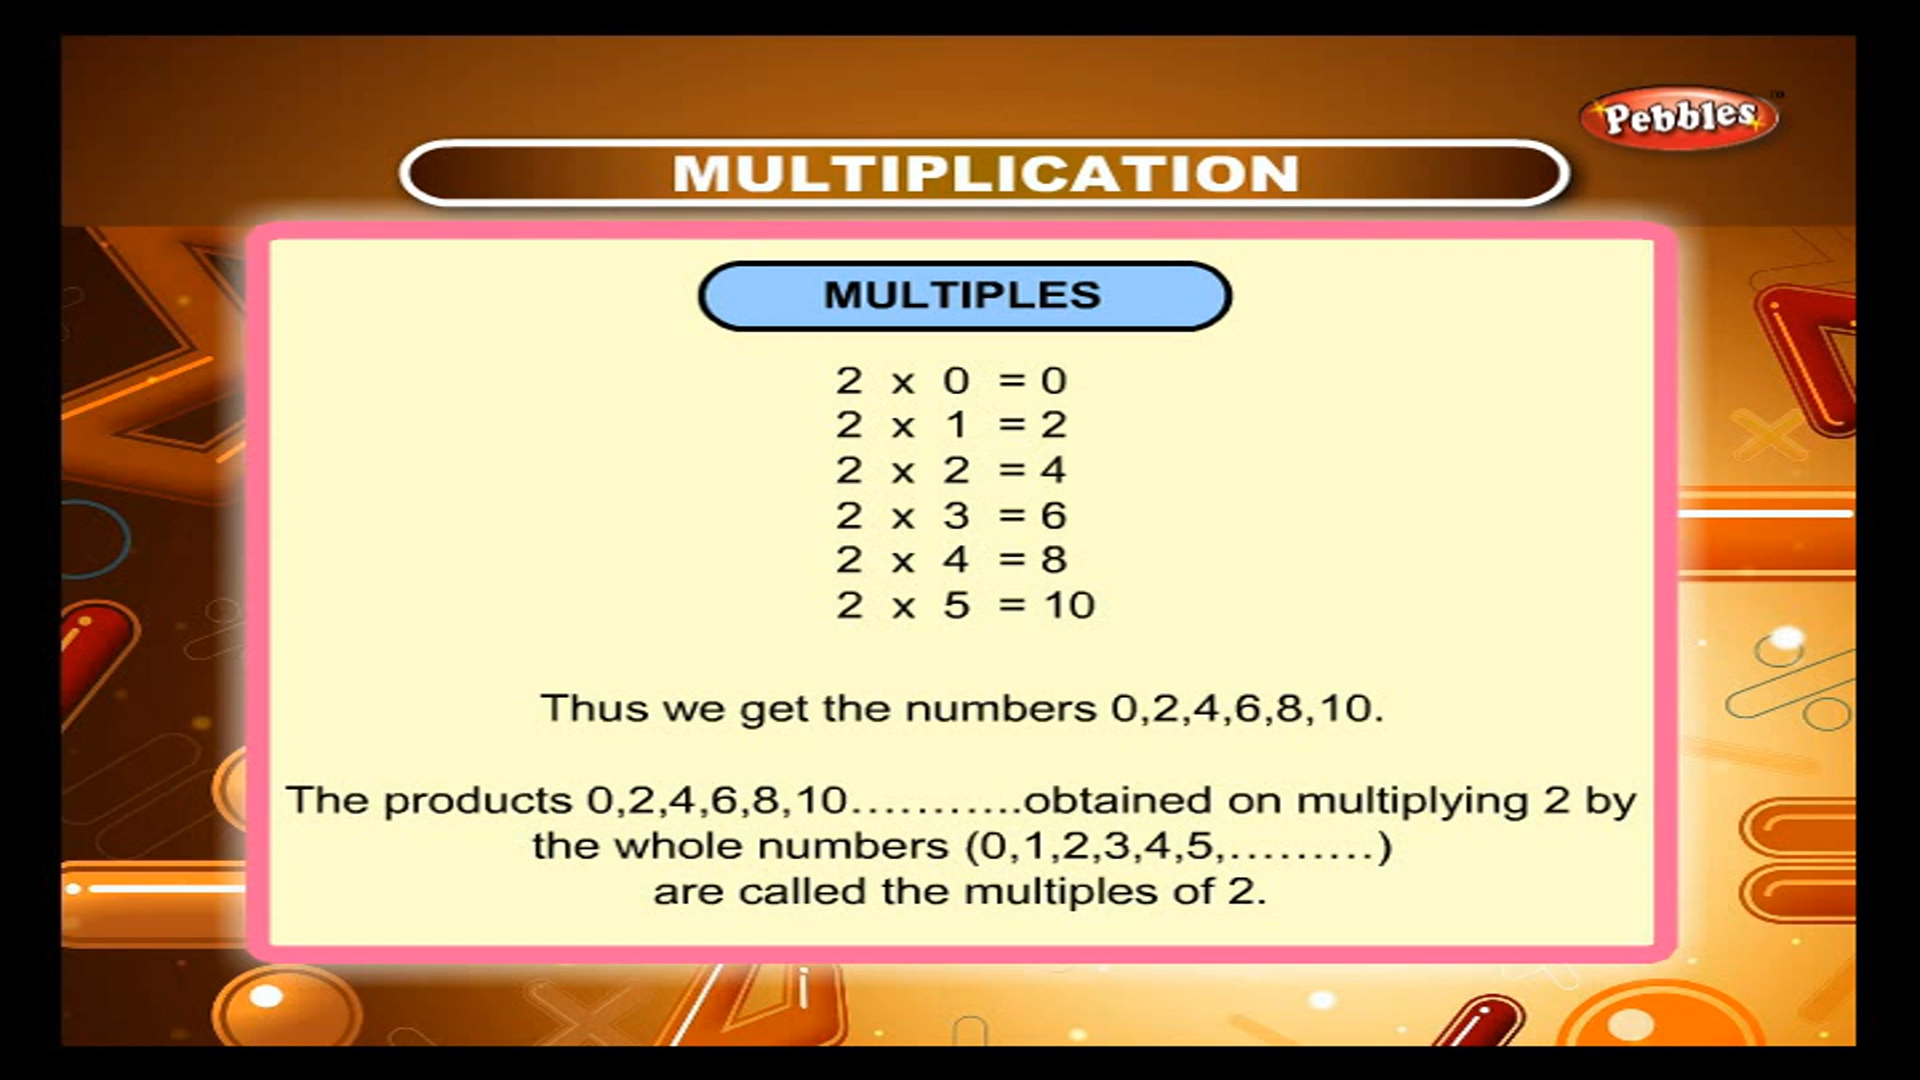 Pebbles
TM
MULTIPLICATION
MULTIPLES
2 x 0 = 0
2 x 1 = 2
2 x 2 = 4
2 x 3 = 6
2 x 4 = 8
2 x 5 = 10
Thus we get the numbers 0,2,4,6,8,10.
The products 0,2,4,6,8,10...........obtained on multiplying 2 by
the whole numbers (0,1,2,3,4,5,.........)
are called the multiples of 2.